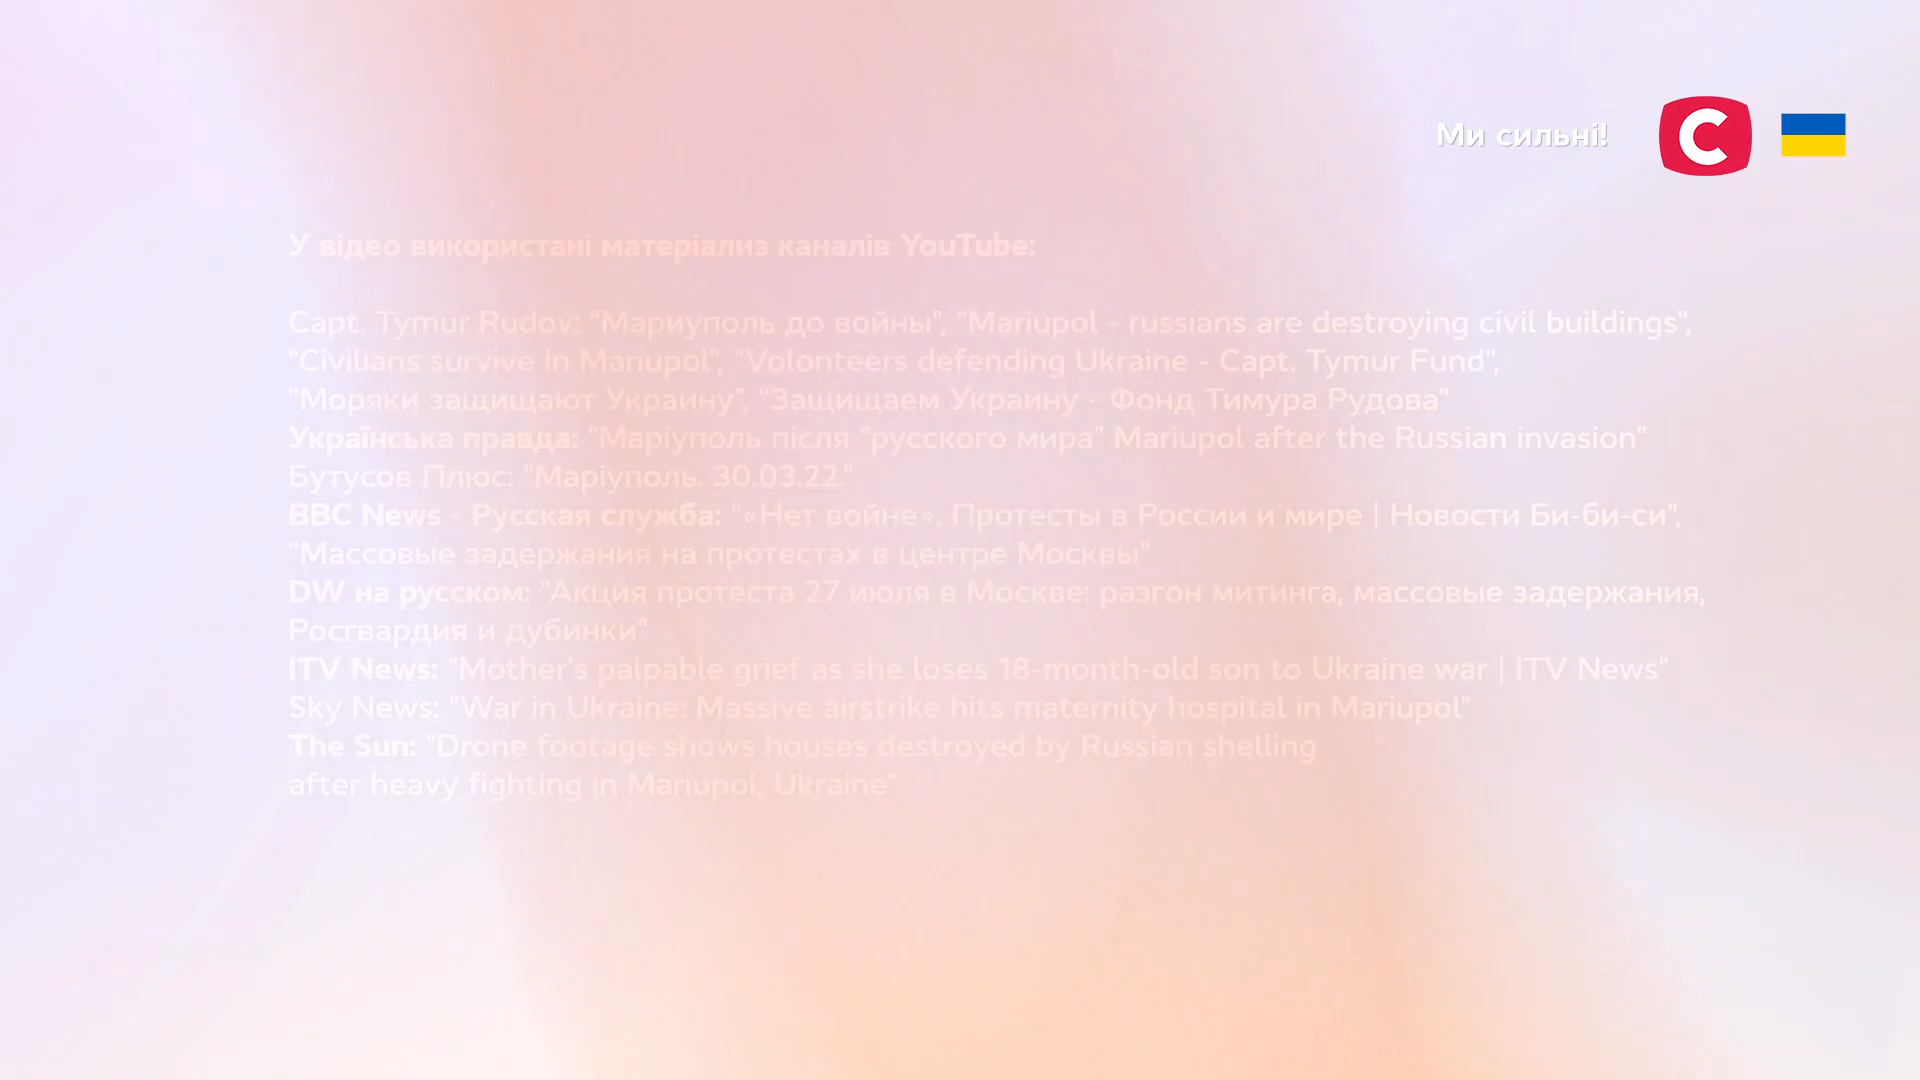 Ми сильні!
У відео використані матеріализ каналів YouTube:
Capt. Tymur Rudov: "Мариуполь до войны", "Mariupol - russians are destroying civil buildings",
"Civilians survive in Mariupol", "Volonteers defending Ukraine - Capt. Tymur Fund",
"Моряки защищают Украину", "Защищаем Украину - Фонд Тимура Рудова"
Українська правда: "Маріуполь після "русского мира" Mariupol after the Russian invasion"
Бутусов Плюс: "Маріуполь. 30.03.22."
BBC News - Русская служба: "«Нет войне». Протесты в России и мире | Новости Би-би-си",
"Массовые задержания на протестах в центре Москвы"
DW на русском: "Акция протеста 27 июля в Москве: разгон митинга, массовые задержания,
Росгвардия и дубинки"
ITV News: "Mother's palpable grief as she loses 18-month-old son to Ukraine war | ITV News"
Sky News: "War in Ukraine: Massive airstrike hits maternity hospital in Mariupol"
The Sun: "Drone footage shows houses destroyed by Russian shelling
after heavy fighting in Mariupol, Ukraine"